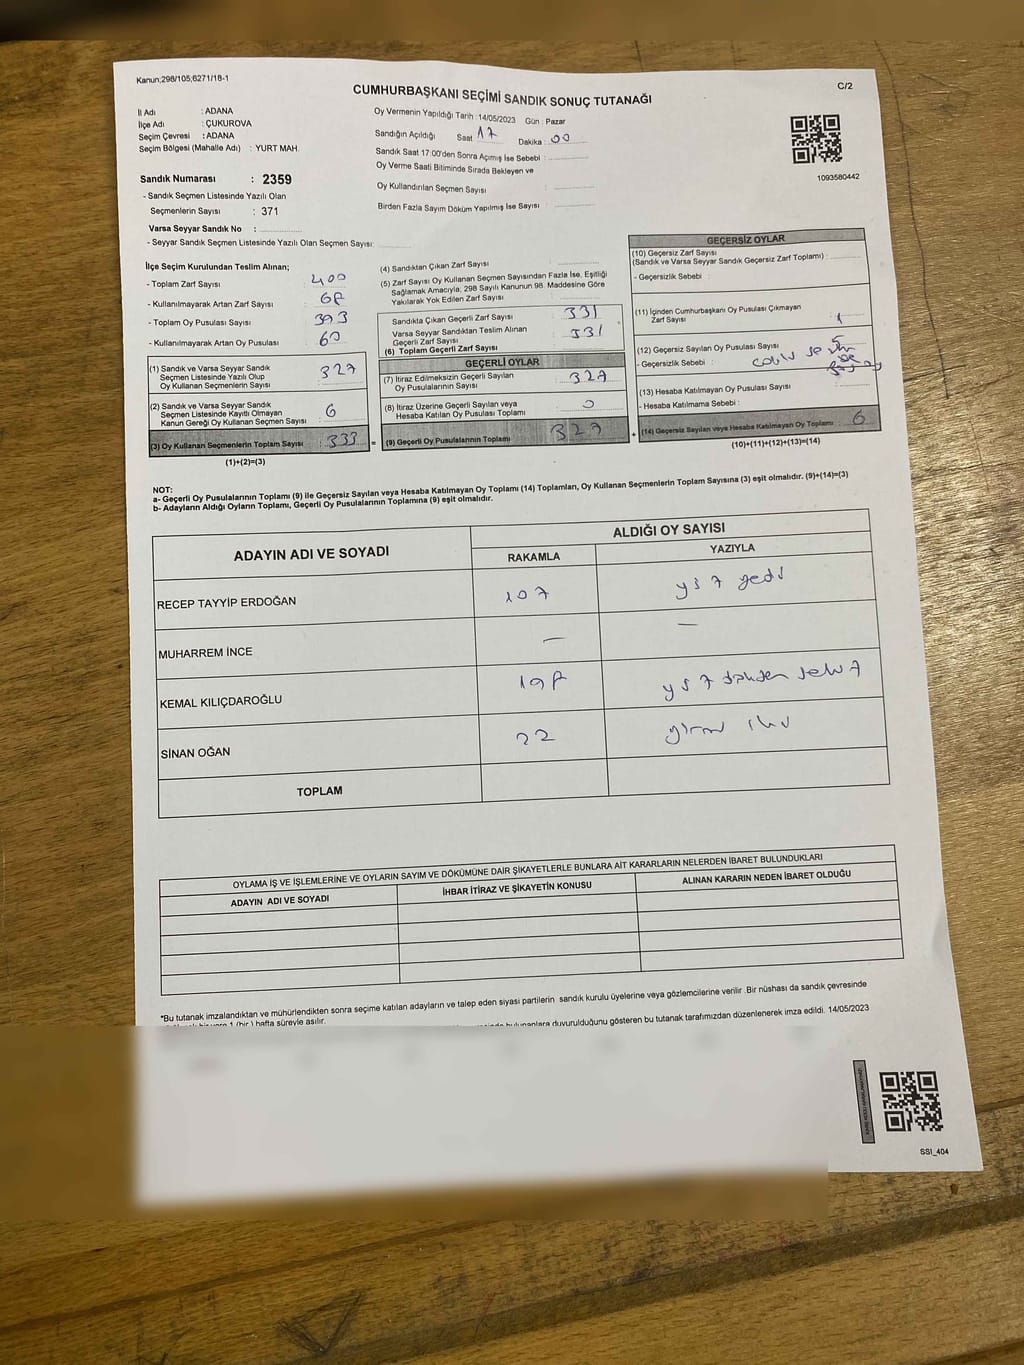 Kanun;298/105;6271/18-1
CUMHURBAŞKANI SEÇİMİ SANDIK SONUÇ TUTANAĞI
C/2
İl Adı : ADANA
İlçe Adı : ÇUKUROVA
Seçim Çevresi : ADANA
Seçim Bölgesi (Mahalle Adı) : YURT MAH.
Oy Vermenin Yapıldığı Tarih : 14/05/2023 Gün : Pazar
Sandığın Açıldığı Saat 17 Dakika : 00
Sandık Saat 17:00'den Sonra Açımış İse Sebebi :
Oy Verme Saati Bitiminde Sırada Bekleyen ve
Oy Kullandırılan Seçmen Sayısı :
Birden Fazla Sayım Döküm Yapılmış İse Sayısı :
1093580442
Sandık Numarası : 2359
- Sandık Seçmen Listesinde Yazılı Olan
Seçmenlerin Sayısı : 371
Varsa Seyyar Sandık No :
- Seyyar Sandık Seçmen Listesinde Yazılı Olan Seçmen Sayısı:
İlçe Seçim Kurulundan Teslim Alınan;
- Toplam Zarf Sayısı : 400
- Kullanılmayarak Artan Zarf Sayısı :
- Toplam Oy Pusulası Sayısı : 393
- Kullanılmayarak Artan Oy Pusulası : 60
(1) Sandık ve Varsa Seyyar Sandık
Seçmen Listesinde Yazılı Olup
Oy Kullanan Seçmenlerin Sayısı 327
(2) Sandık ve Varsa Seyyar Sandık
Seçmen Listesinde Kayıtlı Olmayan
Kanun Gereği Oy Kullanan Seçmen Sayısı 6
(3) Oy Kullanan Seçmenlerin Toplam Sayısı 333 =
(1)+(2)=(3)
(4) Sandıktan Çıkan Zarf Sayısı :
(5) Zarf Sayısı Oy Kullanan Seçmen Sayısından Fazla İse, Eşitliği
Sağlamak Amacıyla; 298 Sayılı Kanunun 98. Maddesine Göre
Yakılarak Yok Edilen Zarf Sayısı :
Sandıkta Çıkan Geçerli Zarf Sayısı : 331
Varsa Seyyar Sandıktan Teslim Alınan
Geçerli Zarf Sayısı : 331
(6) Toplam Geçerli Zarf Sayısı
GEÇERLİ OYLAR
(7) İtiraz Edilmeksizin Geçerli Sayılan
Oy Pusulalarının Sayısı : 327
(8) İtiraz Üzerine Geçerli Sayılan veya
Hesaba Katılan Oy Pusulası Toplamı : 0
(9) Geçerli Oy Pusulalarının Toplamı 327 +
GEÇERSİZ OYLAR
(10) Geçersiz Zarf Sayısı
(Sandık ve Varsa Seyyar Sandık Geçersiz Zarf Toplamı) :
- Geçersizlik Sebebi :
(11) İçinden Cumhurbaşkanı Oy Pusulası Çıkmayan
Zarf Sayısı : 1
(12) Geçersiz Sayılan Oy Pusulası Sayısı : 5
- Geçersizlik Sebebi :
(13) Hesaba Katılmayan Oy Pusulası Sayısı :
- Hesaba Katılmama Sebebi :
(14) Geçersiz Sayılan veya Hesaba Katılmayan Oy Toplamı : 6
(10)+(11)+(12)+(13)=(14)
NOT:
a- Geçerli Oy Pusulalarının Toplamı (9) ile Geçersiz Sayılan veya Hesaba Katılmayan Oy Toplamı (14) Toplamları, Oy Kullanan Seçmenlerin Toplam Sayısına (3) eşit olmalıdır. (9)+(14)=(3)
b- Adayların Aldığı Oyların Toplamı, Geçerli Oy Pusulalarının Toplamına (9) eşit olmalıdır.
ADAYIN ADI VE SOYADI
ALDIĞI OY SAYISI
RAKAMLA YAZIYLA
RECEP TAYYİP ERDOĞAN 107 yüz yedi
MUHARREM İNCE — —
KEMAL KILIÇDAROĞLU 198 yüz doksan sekiz
SİNAN OĞAN 22 yirmi iki
TOPLAM
OYLAMA İŞ VE İŞLEMLERİNE VE OYLARIN SAYIM VE DÖKÜMÜNE DAİR ŞİKAYETLERLE BUNLARA AİT KARARLARIN NELERDEN İBARET BULUNDUKLARI
ADAYIN ADI VE SOYADI İHBAR İTİRAZ VE ŞİKAYETİN KONUSU ALINAN KARARIN NEDEN İBARET OLDUĞU
*Bu tutanak imzalandıktan ve mühürlendikten sonra seçime katılan adayların ve talep eden siyasi partilerin sandık kurulu üyelerine veya gözlemcilerine verilir .Bir nüshası da sandık çevresinde
1 (bir ) hafta süreyle asılır.
bulunanlara duyurulduğunu gösteren bu tutanak tarafımızdan düzenlenerek imza edildi. 14/05/2023
SSI_404